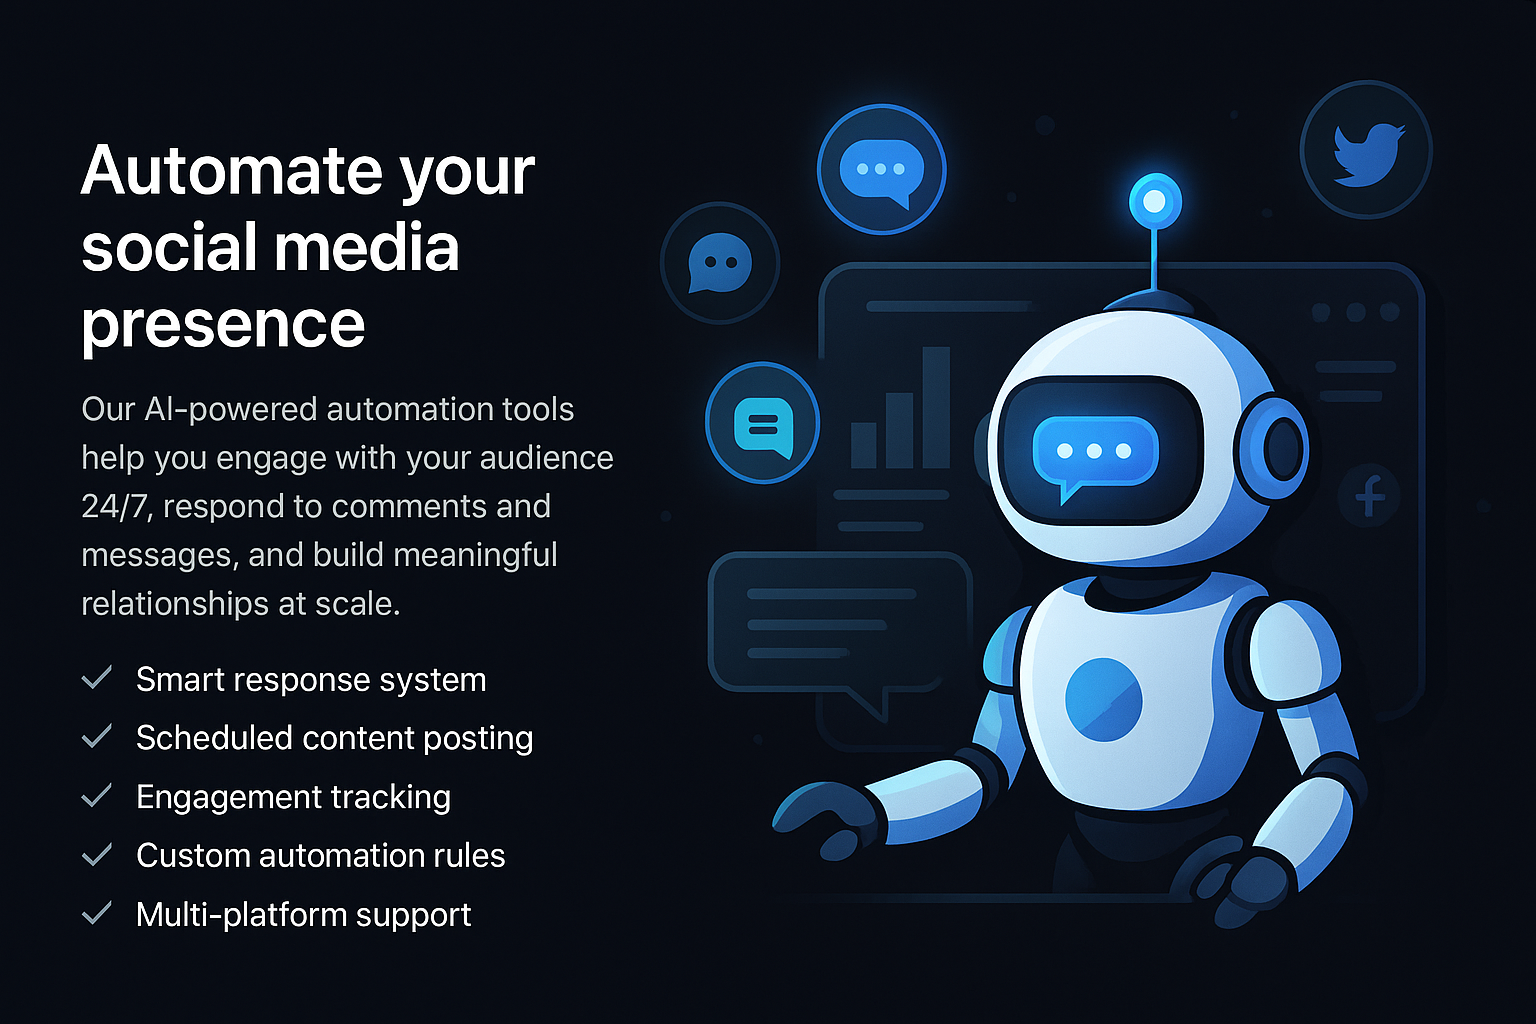 Automate your
social media
presence
Our AI-powered automation tools
help you engage with your audience
24/7, respond to comments and
messages, and build meaningful
relationships at scale.
Smart response system
Scheduled content posting
Engagement tracking
Custom automation rules
Multi-platform support